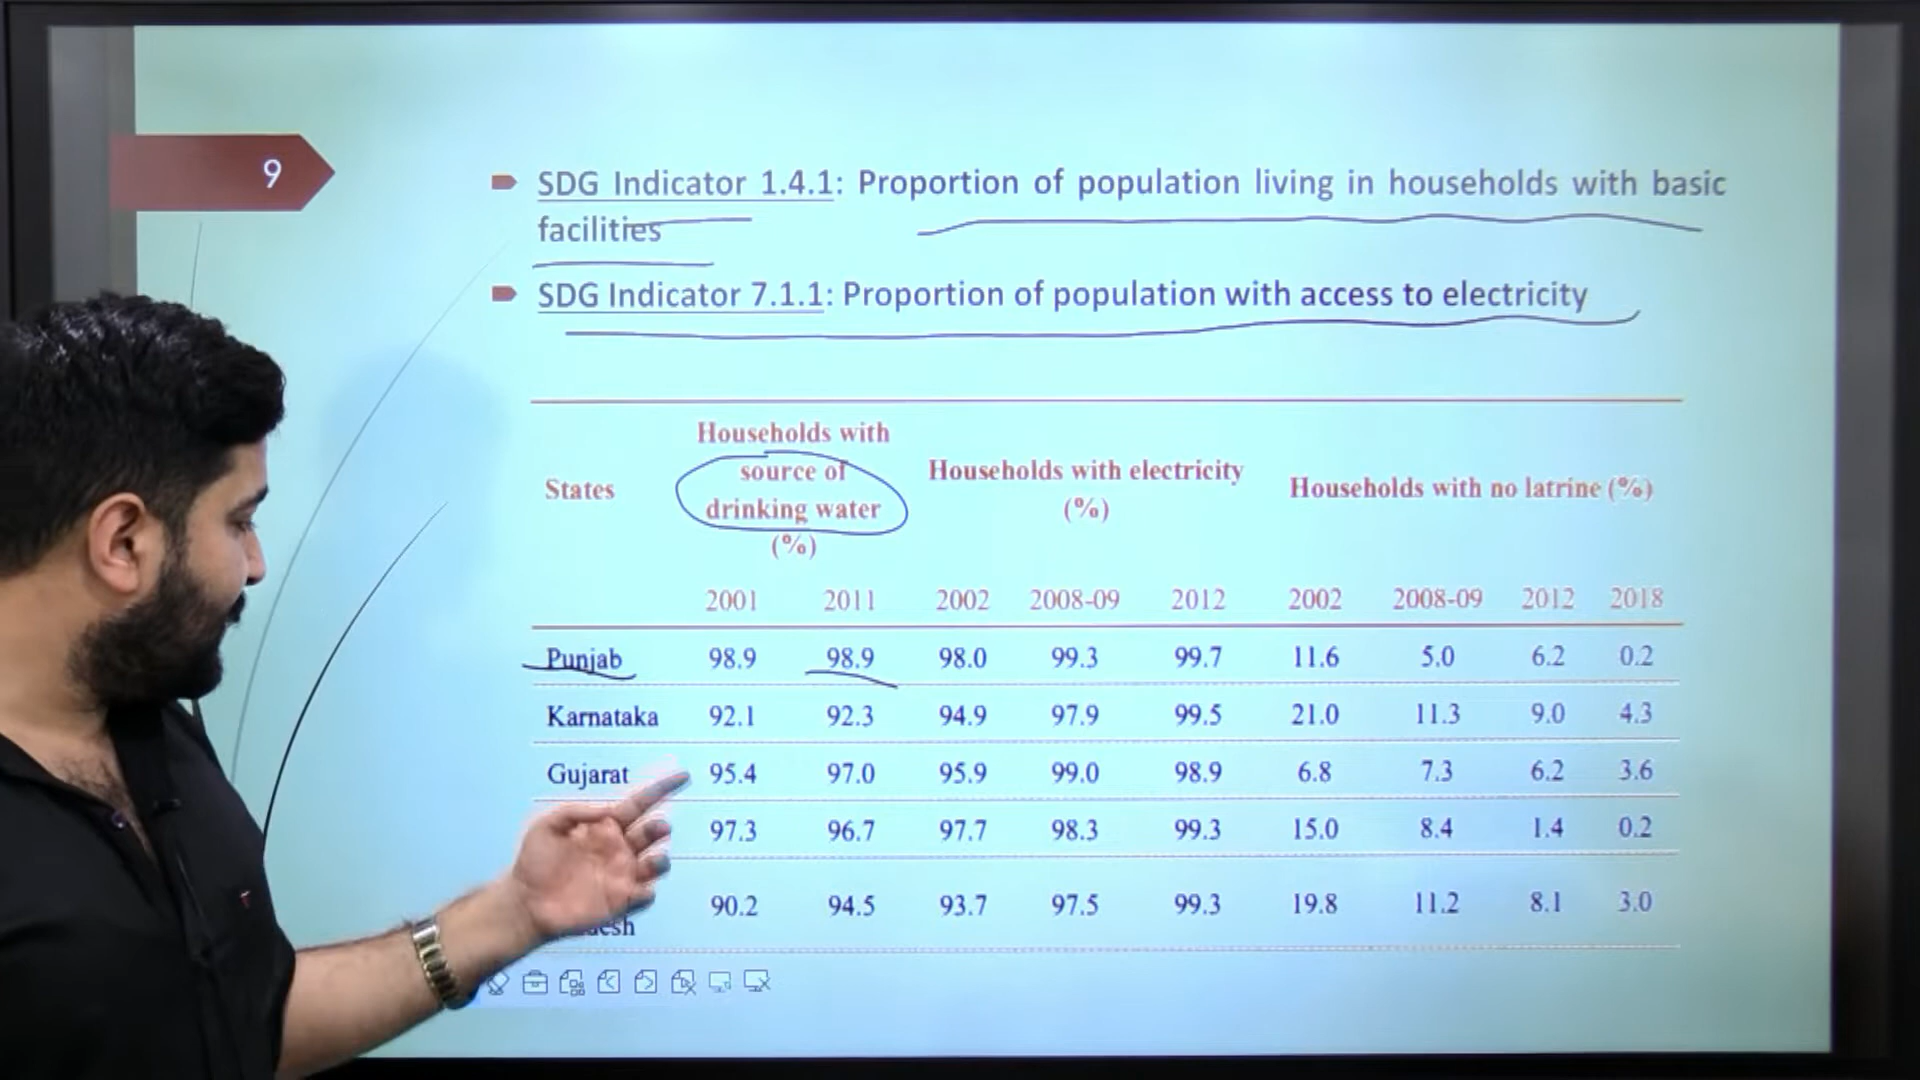 9
SDG Indicator 1.4.1: Proportion of population living in households with basic
facilities
SDG Indicator 7.1.1: Proportion of population with access to electricity
States Households with source of drinking water (%) Households with electricity (%) Households with no latrine (%)
2001 2011 2002 2008-09 2012 2002 2008-09 2012 2018
Punjab 98.9 98.9 98.0 99.3 99.7 11.6 5.0 6.2 0.2
Karnataka 92.1 92.3 94.9 97.9 99.5 21.0 11.3 9.0 4.3
Gujarat 95.4 97.0 95.9 99.0 98.9 6.8 7.3 6.2 3.6
97.3 96.7 97.7 98.3 99.3 15.0 8.4 1.4 0.2
90.2 94.5 93.7 97.5 99.3 19.8 11.2 8.1 3.0